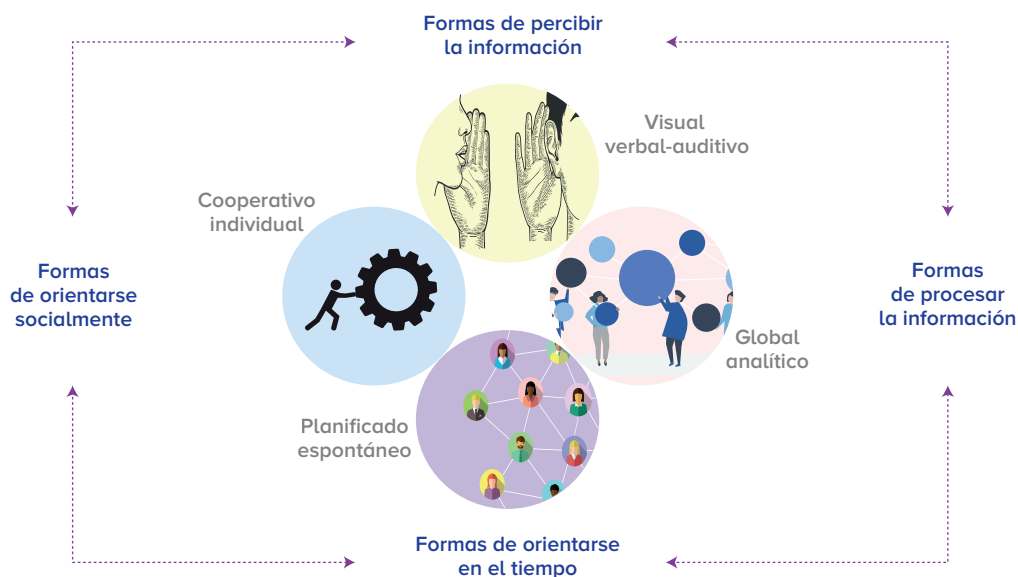 Formas de percibir
la información
Visual
verbal-auditivo
Cooperativo
individual
Formas
de orientarse
socialmente
Formas
de procesar
la información
Global
analítico
Planificado
espontáneo
Formas de orientarse
en el tiempo